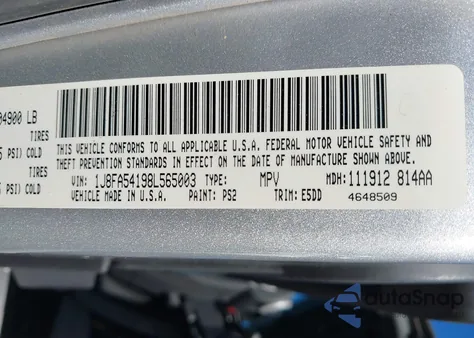 04900 LB
TIRES
PSI) COLD
TIRES
PSI) COLD
THIS VEHICLE CONFORMS TO ALL APPLICABLE U.S.A. FEDERAL MOTOR VEHICLE SAFETY AND
THEFT PREVENTION STANDARDS IN EFFECT ON THE DATE OF MANUFACTURE SHOWN ABOVE.
VIN: 1J8FA54198L565003 TYPE: MPV MDH: 111912 814AA
VEHICLE MADE IN U.S.A. PAINT: PS2 TRIM: E5DD 4648509
autoSnap